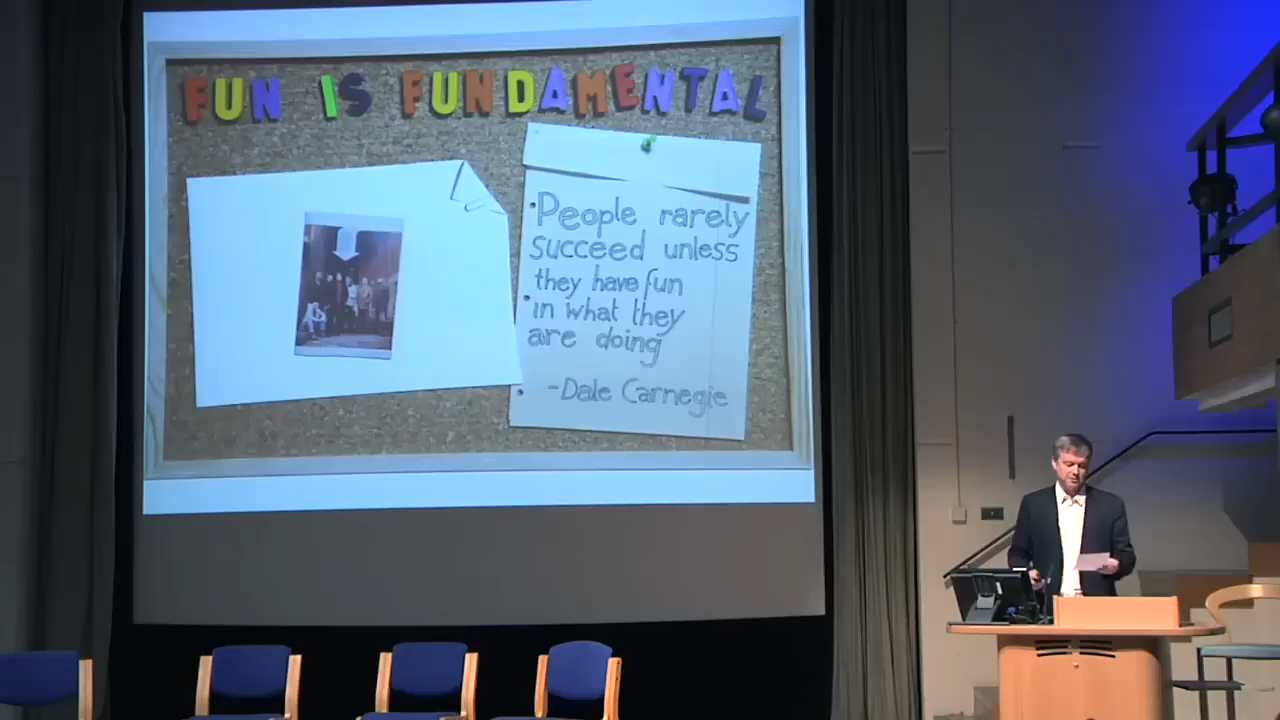 FUN IS FUNDAMENTAL
People rarely
succeed unless
they have fun
in what they
are doing
-Dale Carnegie